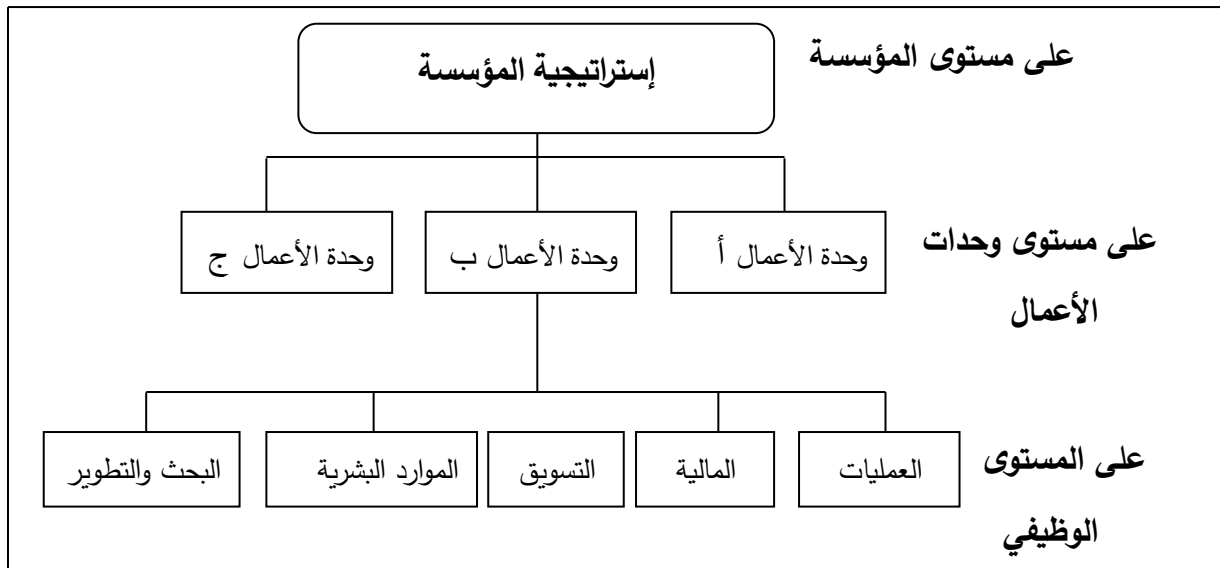 على مستوى المؤسسة
إستراتيجية المؤسسة
على مستوى وحدات
الأعمال
وحدة الأعمال أ
وحدة الأعمال ب
وحدة الأعمال ج
على المستوى
الوظيفي
العمليات
المالية
التسويق
الموارد البشرية
البحث والتطوير